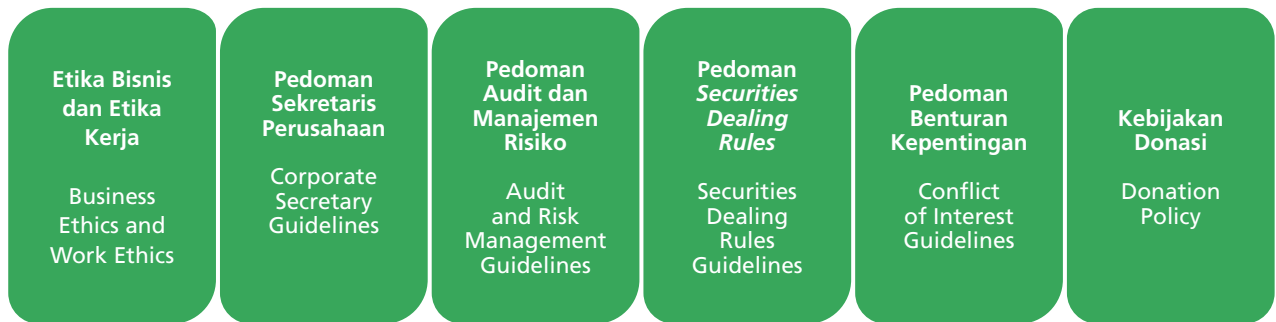 Etika Bisnis
dan Etika
Kerja
Business
Ethics and
Work Ethics
Pedoman
Sekretaris
Perusahaan
Corporate
Secretary
Guidelines
Pedoman
Audit dan
Manajemen
Risiko
Audit
and Risk
Management
Guidelines
Pedoman
Securities
Dealing
Rules
Securities
Dealing
Rules
Guidelines
Pedoman
Benturan
Kepentingan
Conflict
of Interest
Guidelines
Kebijakan
Donasi
Donation
Policy